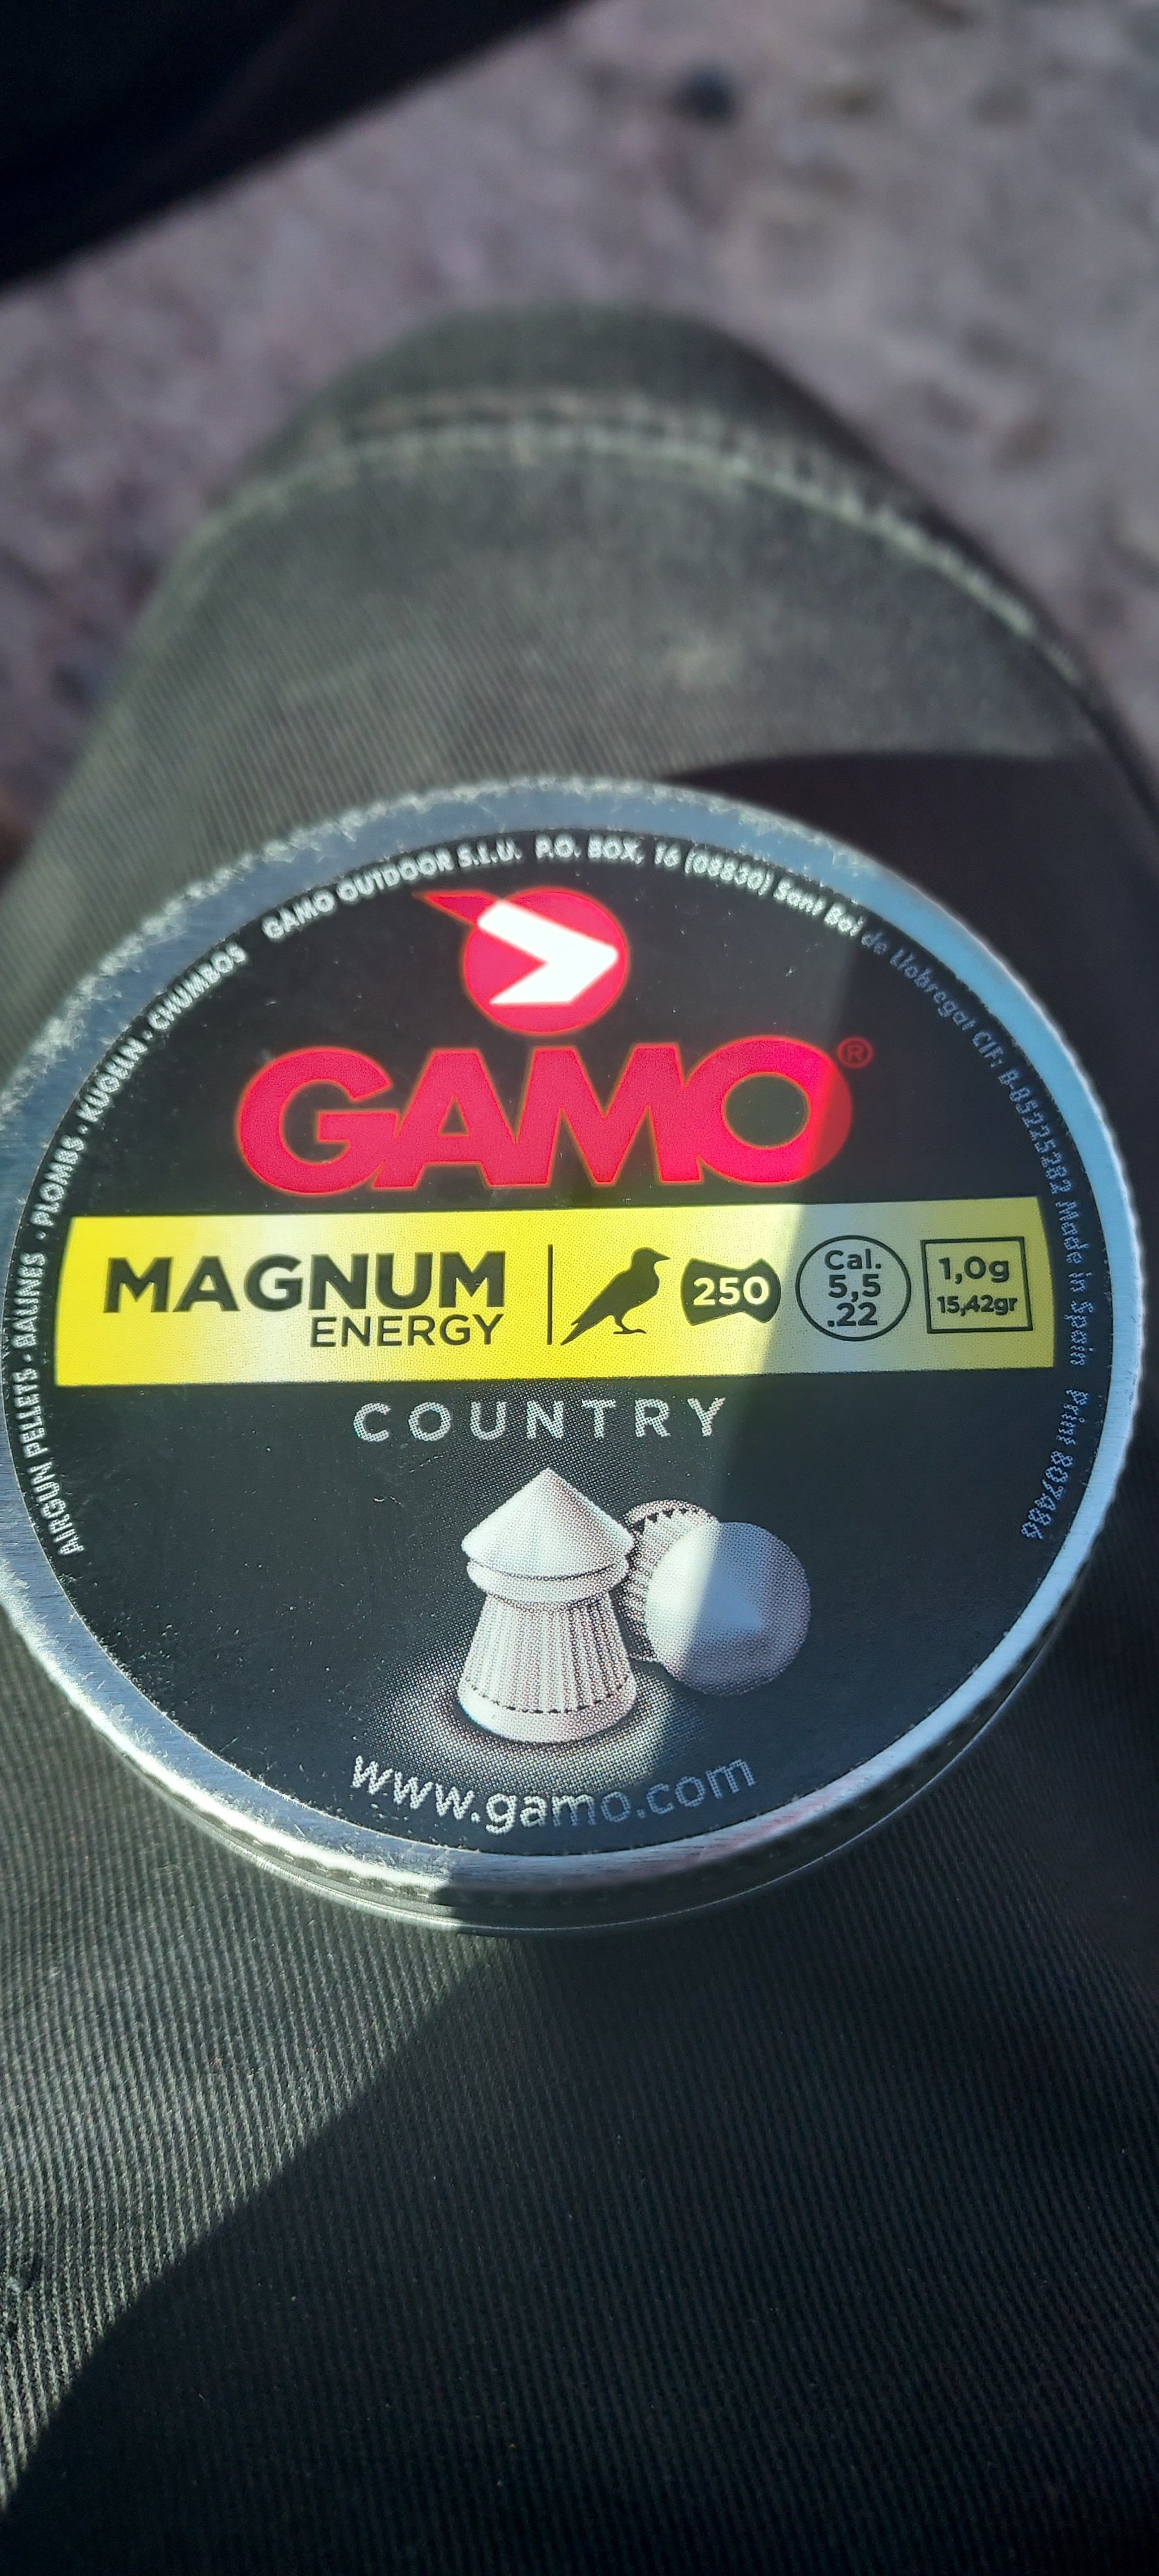 AIRGUN PELLETS · BALINES · PLOMBS · KUGELN · CHUMBOS GAMO OUTDOOR S.L.U. P.O. BOX, 16 (08830) Sant Boi de Llobregat CIF: B-85225282 Made in Spain Print 807486
GAMO®
MAGNUM
ENERGY
250
Cal.
5,5
.22
1,0g
15,42gr
COUNTRY
www.gamo.com